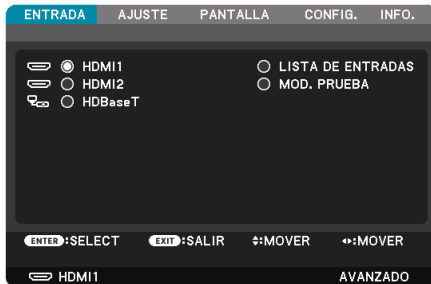 ENTRADA AJUSTE PANTALLA CONFIG. INFO.
HDMI1 LISTA DE ENTRADAS
HDMI2 MOD. PRUEBA
HDBaseT
ENTER :SELECT EXIT :SALIR :MOVER :MOVER
HDMI1 AVANZADO